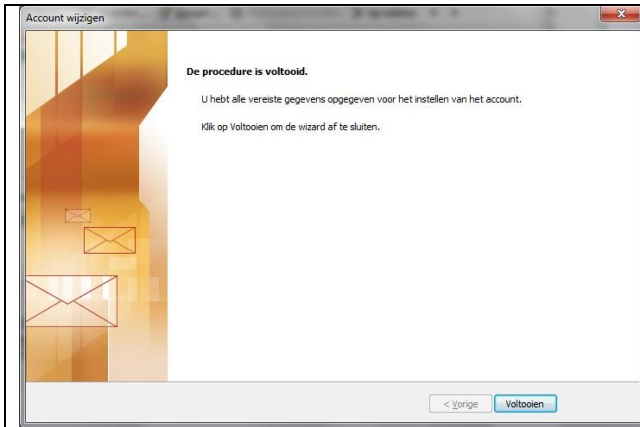 Account wijzigen
De procedure is voltooid.
U hebt alle vereiste gegevens opgegeven voor het instellen van het account.
Klik op Voltooien om de wizard af te sluiten.
< Vorige
Voltooien